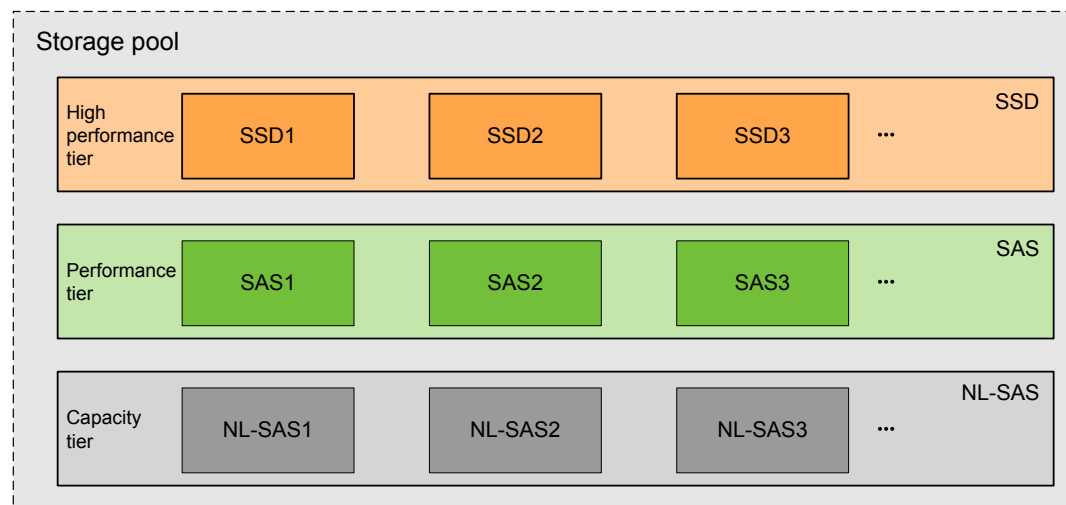 Storage pool
SSD
High
performance
tier
SSD1
SSD2
SSD3
...
SAS
Performance
tier
SAS1
SAS2
SAS3
...
NL-SAS
Capacity
tier
NL-SAS1
NL-SAS2
NL-SAS3
...